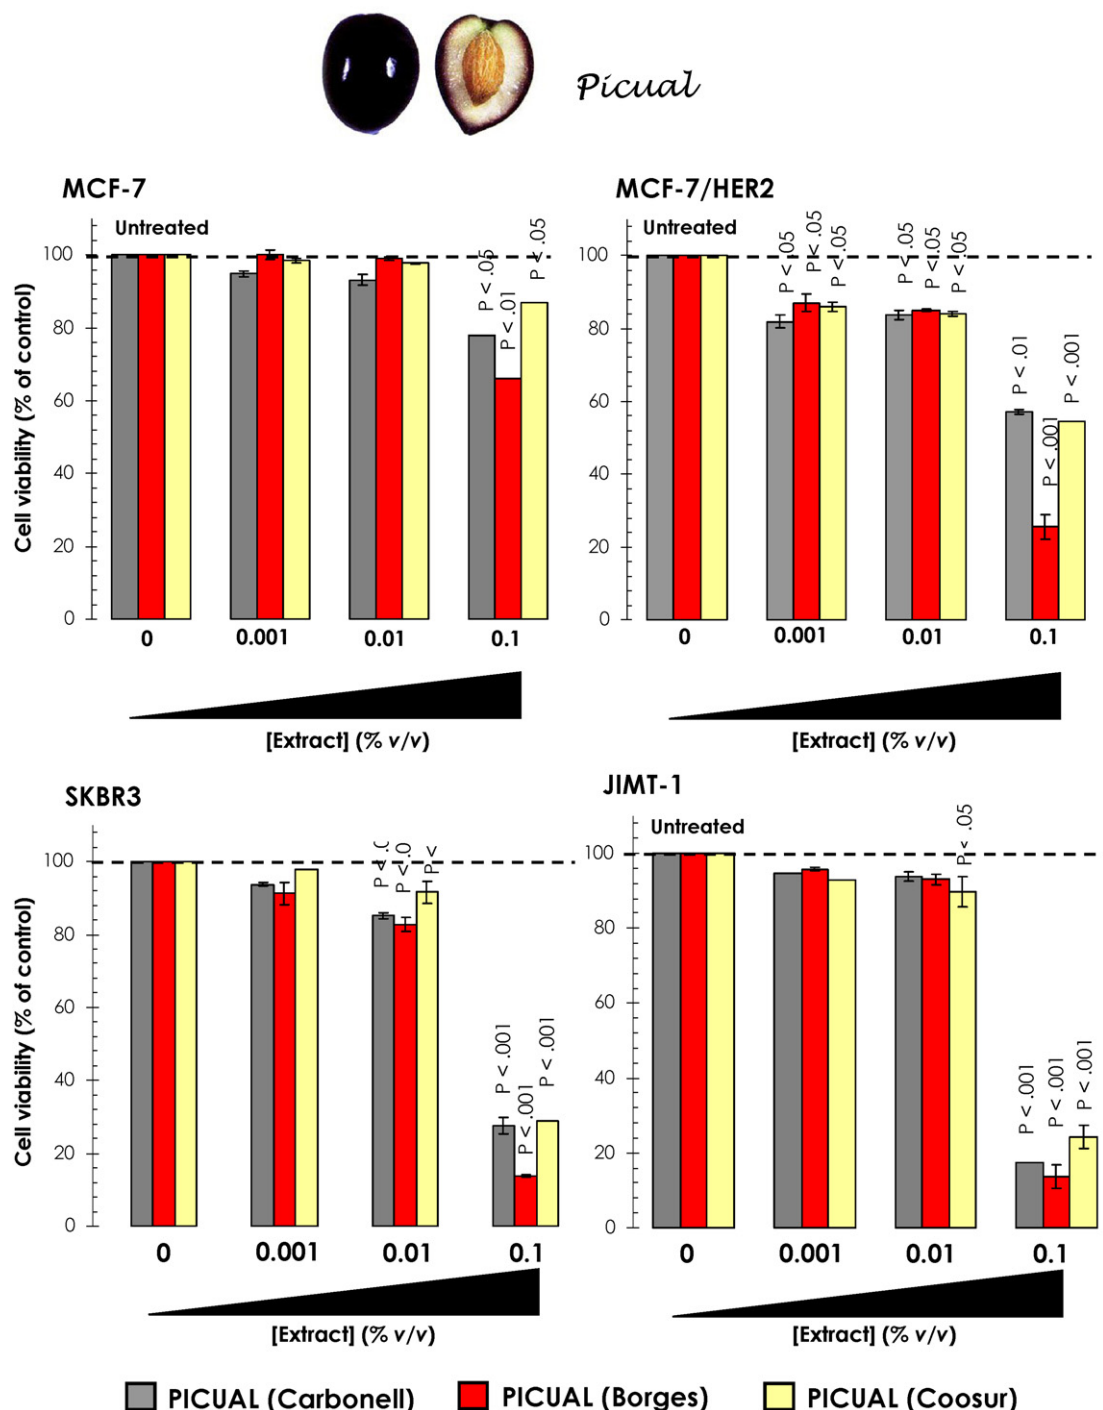 Picual
MCF-7
Untreated
Cell viability (% of control)
100
80
60
40
20
0
P < .05
P < .01
P < .05
0
0.001
0.01
0.1
[Extract] (% v/v)
MCF-7/HER2
Untreated
100
80
60
40
20
0
P < .05
P < .05
P < .05
P < .05
P < .05
P < .05
P < .01
P < .001
P < .001
0
0.001
0.01
0.1
[Extract] (% v/v)
SKBR3
Cell viability (% of control)
100
80
60
40
20
0
P < .0
P <
P < .001
P < .001
P < .001
0
0.001
0.01
0.1
[Extract] (% v/v)
JIMT-1
Untreated
100
80
60
40
20
0
P < .05
P < .001
P < .001
P < .001
0
0.001
0.01
0.1
[Extract] (% v/v)
PICUAL (Carbonell)
PICUAL (Borges)
PICUAL (Coosur)